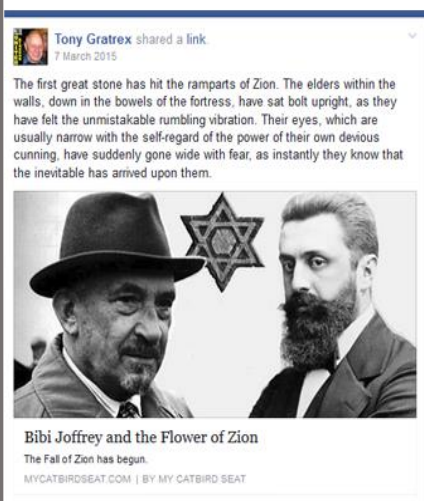 Tony Gratrex shared a link.
7 March 2015
The first great stone has hit the ramparts of Zion. The elders within the
walls, down in the bowels of the fortress, have sat bolt upright, as they
have felt the unmistakable rumbling vibration. Their eyes, which are
usually narrow with the self-regard of the power of their own devious
cunning, have suddenly gone wide with fear, as instantly they know that
the inevitable has arrived upon them.
Bibi Joffrey and the Flower of Zion
The Fall of Zion has begun.
MYCATBIRDSEAT.COM | BY MY CATBIRD SEAT